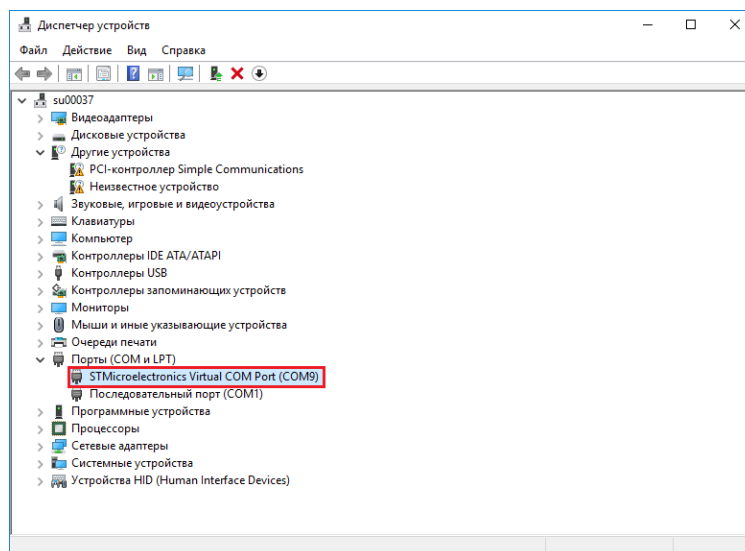 Диспетчер устройств
Файл Действие Вид Справка
su00037
Видеоадаптеры
Дисковые устройства
Другие устройства
PCI-контроллер Simple Communications
Неизвестное устройство
Звуковые, игровые и видеоустройства
Клавиатуры
Компьютер
Контроллеры IDE ATA/ATAPI
Контроллеры USB
Контроллеры запоминающих устройств
Мониторы
Мыши и иные указывающие устройства
Очереди печати
Порты (COM и LPT)
STMicroelectronics Virtual COM Port (COM9)
Последовательный порт (COM1)
Программные устройства
Процессоры
Сетевые адаптеры
Системные устройства
Устройства HID (Human Interface Devices)